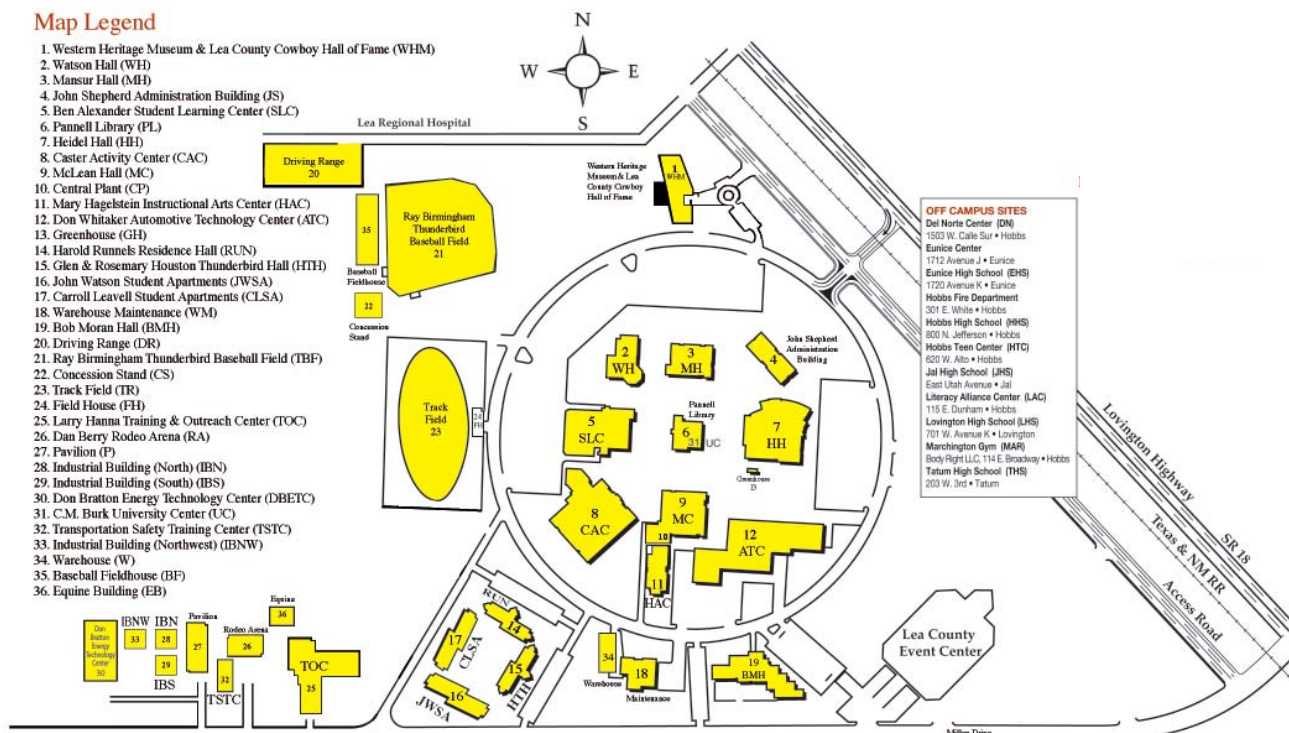 Map Legend
1. Western Heritage Museum & Lea County Cowboy Hall of Fame (WHM)
2. Watson Hall (WH)
3. Mansur Hall (MH)
4. John Shepherd Administration Building (JS)
5. Ben Alexander Student Learning Center (SLC)
6. Pannell Library (PL)
7. Heidel Hall (HH)
8. Caster Activity Center (CAC)
9. McLean Hall (MC)
10. Central Plant (CP)
11. Mary Hagelstein Instructional Arts Center (HAC)
12. Don Whitaker Automotive Technology Center (ATC)
13. Greenhouse (GH)
14. Harold Runnels Residence Hall (RUN)
15. Glen & Rosemary Houston Thunderbird Hall (HTH)
16. John Watson Student Apartments (JWSA)
17. Carroll Leavell Student Apartments (CLSA)
18. Warehouse Maintenance (WM)
19. Bob Moran Hall (BMH)
20. Driving Range (DR)
21. Ray Birmingham Thunderbird Baseball Field (TBF)
22. Concession Stand (CS)
23. Track Field (TR)
24. Field House (FH)
25. Larry Hanna Training & Outreach Center (TOC)
26. Dan Berry Rodeo Arena (RA)
27. Pavilion (P)
28. Industrial Building (North) (IBN)
29. Industrial Building (South) (IBS)
30. Don Bratton Energy Technology Center (DBETC)
31. C.M. Burk University Center (UC)
32. Transportation Safety Training Center (TSTC)
33. Industrial Building (Northwest) (IBNW)
34. Warehouse (W)
35. Baseball Fieldhouse (BF)
36. Equine Building (EB)
N
W
E
S
Lea Regional Hospital
Driving Range
20
35
Ray Birmingham
Thunderbird
Baseball Field
21
Baseball
Fieldhouse
22
Concession
Stand
Western Heritage
Museum & Lea
County Cowboy
Hall of Fame
1
WHM
OFF CAMPUS SITES
Del Norte Center (DN)
1503 W. Calle Sur • Hobbs
Eunice Center
1712 Avenue J • Eunice
Eunice High School (EHS)
1720 Avenue K • Eunice
Hobbs Fire Department
301 E. White • Hobbs
Hobbs High School (HHS)
800 N. Jefferson • Hobbs
Hobbs Teen Center (HTC)
620 W. Alto • Hobbs
Jal High School (JHS)
East Utah Avenue • Jal
Literacy Alliance Center (LAC)
115 E. Dunham • Hobbs
Lovington High School (LHS)
701 W. Avenue K • Lovington
Marchington Gym (MAR)
Body Right LLC, 114 E. Broadway • Hobbs
Tatum High School (THS)
203 W. 3rd • Tatum
Track
Field
23
24
FH
2
WH
3
MH
4
John Shepherd
Administration
Building
5
SLC
Pannell
Library
6
31 UC
7
HH
Greenhouse
13
8
CAC
9
MC
10
11
HAC
12
ATC
Lovington Highway
SR 18
Texas & NM RR
Access Road
Lea County
Event Center
RUN
14
17
CLSA
15
HTH
16
JWSA
34
Warehouse
18
Maintenance
19
BMH
Don
Bratton
Energy
Technology
Center
30
IBNW
33
IBN
28
29
IBS
Pavilion
27
Rodeo Arena
26
32
TSTC
Equine
36
TOC
25
Millen Drive